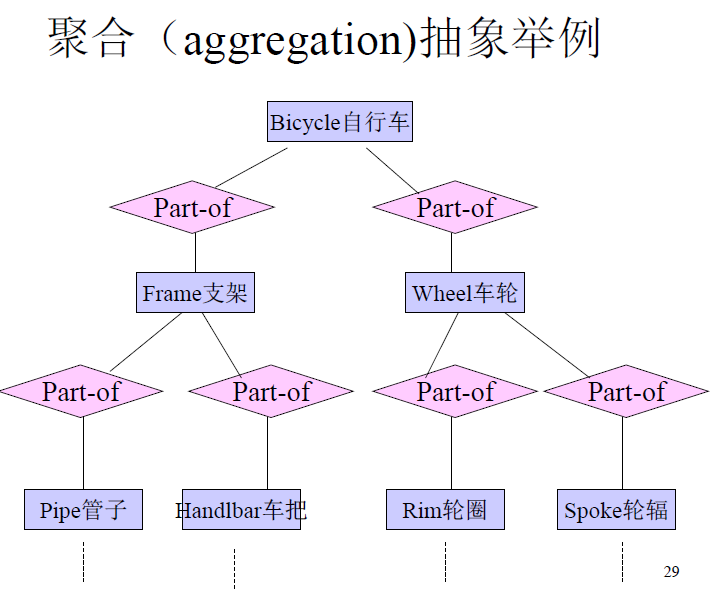 聚合（aggregation)抽象举例
Bicycle自行车
Part-of
Part-of
Frame支架
Wheel车轮
Part-of
Part-of
Part-of
Part-of
Pipe管子
Handlbar车把
Rim轮圈
Spoke轮辐
29